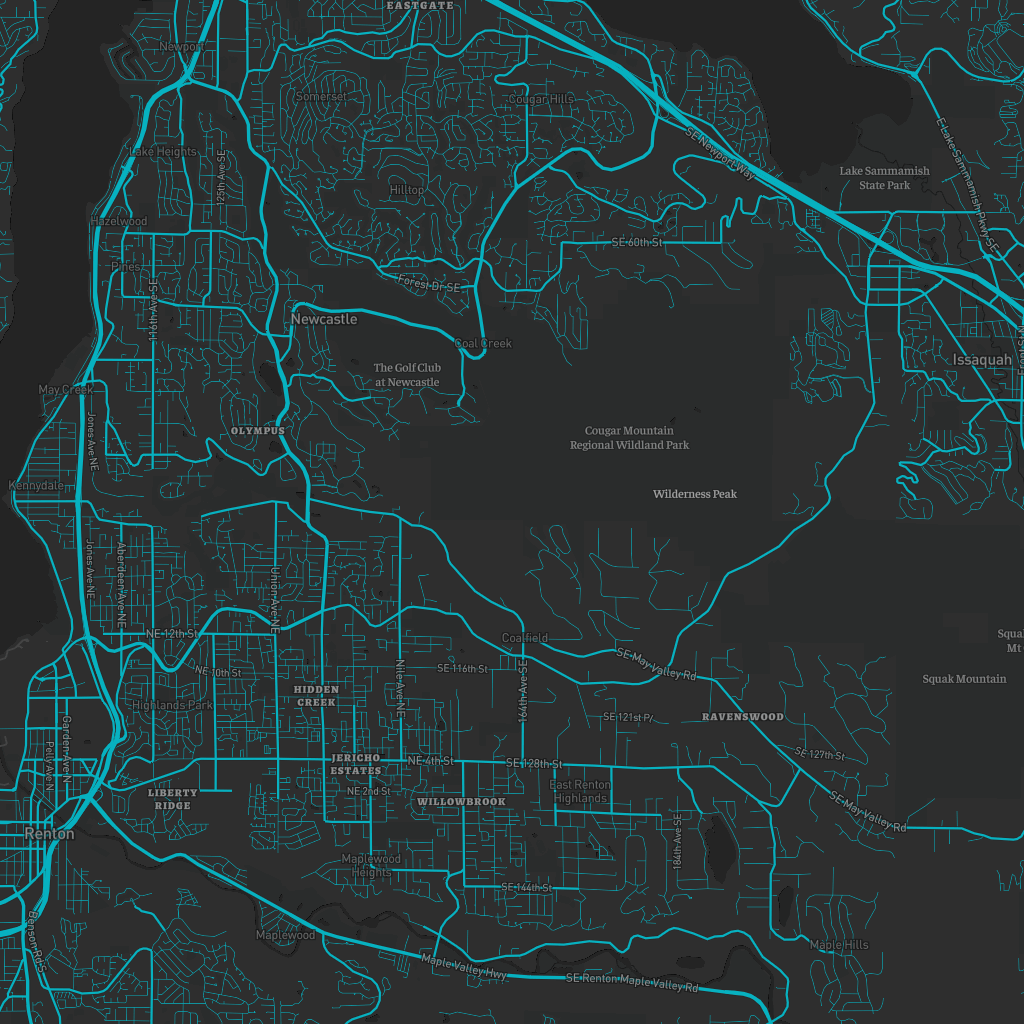 EASTGATE
Newport
Somerset
Cougar Hills
SE Newport Way
E Lake Sammamish Pkwy SE
Lake Heights
125th Ave SE
Lake Sammamish
State Park
Hilltop
Hazelwood
SE 60th St
Pines
Forest Dr SE
116th Ave SE
Newcastle
Coal Creek
Issaquah
The Golf Club
at Newcastle
May Creek
Jones Ave NE
OLYMPUS
Cougar Mountain
Regional Wildland Park
Kennydale
Wilderness Peak
Jones Ave NE
Aberdeen Ave NE
Union Ave NE
NE 12th St
Coalfield
SE May Valley Rd
NE 10th St
SE 116th St
Nile Ave NE
164th Ave SE
Squak Mountain
HIDDEN
CREEK
Highlands Park
SE 121st Pl
RAVENSWOOD
Garden Ave N
Pelly Ave N
SE 127th St
JERICHO
ESTATES
NE 4th St
SE 128th St
NE 2nd St
LIBERTY
RIDGE
WILLOWBROOK
East Renton
Highlands
SE May Valley Rd
Renton
184th Ave SE
Maplewood
Heights
SE 144th St
Benson Rd S
Maplewood
Maple Hills
Maple Valley Hwy
SE Renton Maple Valley Rd